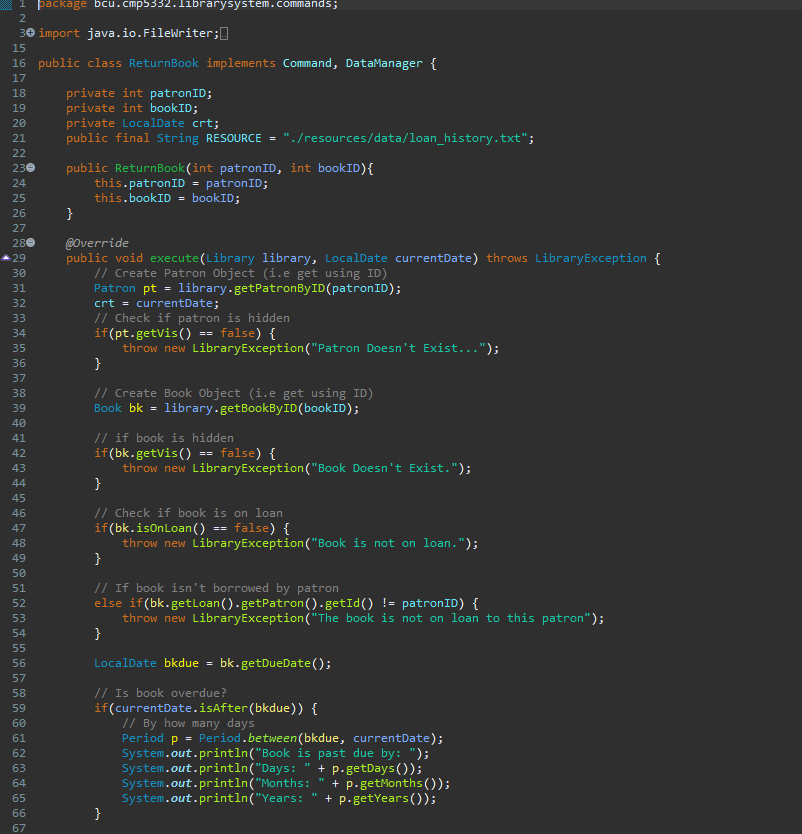 1 package bcu.cmp5332.librarysystem.commands;
2
3 import java.io.FileWriter;
15
16 public class ReturnBook implements Command, DataManager {
17
18 private int patronID;
19 private int bookID;
20 private LocalDate crt;
21 public final String RESOURCE = "./resources/data/loan_history.txt";
22
23 public ReturnBook(int patronID, int bookID){
24 this.patronID = patronID;
25 this.bookID = bookID;
26 }
27
28 @Override
29 public void execute(Library library, LocalDate currentDate) throws LibraryException {
30 // Create Patron Object (i.e get using ID)
31 Patron pt = library.getPatronByID(patronID);
32 crt = currentDate;
33 // Check if patron is hidden
34 if(pt.getVis() == false) {
35 throw new LibraryException("Patron Doesn't Exist...");
36 }
37
38 // Create Book Object (i.e get using ID)
39 Book bk = library.getBookByID(bookID);
40
41 // if book is hidden
42 if(bk.getVis() == false) {
43 throw new LibraryException("Book Doesn't Exist.");
44 }
45
46 // Check if book is on loan
47 if(bk.isOnLoan() == false) {
48 throw new LibraryException("Book is not on loan.");
49 }
50
51 // If book isn't borrowed by patron
52 else if(bk.getLoan().getPatron().getId() != patronID) {
53 throw new LibraryException("The book is not on loan to this patron");
54 }
55
56 LocalDate bkdue = bk.getDueDate();
57
58 // Is book overdue?
59 if(currentDate.isAfter(bkdue)) {
60 // By how many days
61 Period p = Period.between(bkdue, currentDate);
62 System.out.println("Book is past due by: ");
63 System.out.println("Days: " + p.getDays());
64 System.out.println("Months: " + p.getMonths());
65 System.out.println("Years: " + p.getYears());
66 }
67